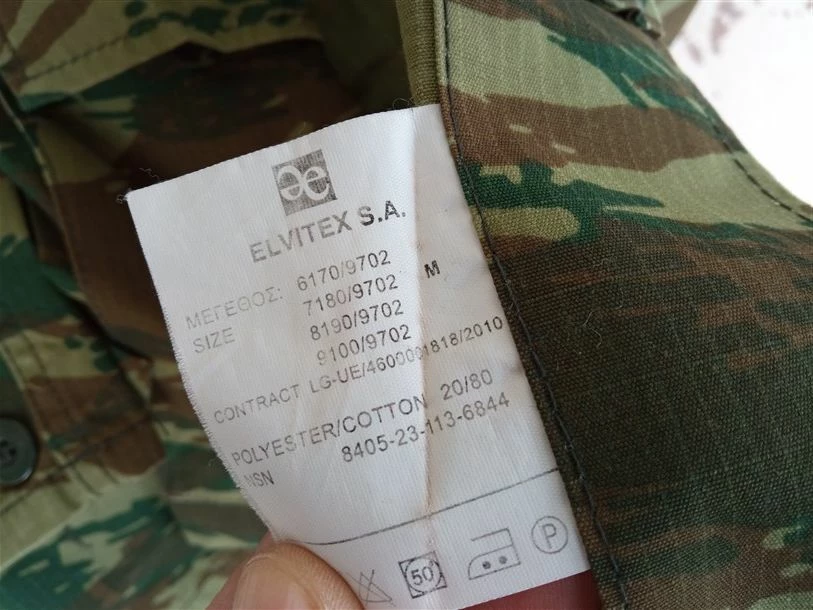 ELVITEX S.A.
ΜΕΓΕΘΟΣ: 6170/9702
SIZE 7180/9702 M
8190/9702
9100/9702
CONTRACT LG-UE/4600001818/2010
POLYESTER/COTTON 20/80
NSN 8405-23-113-6844
50 P